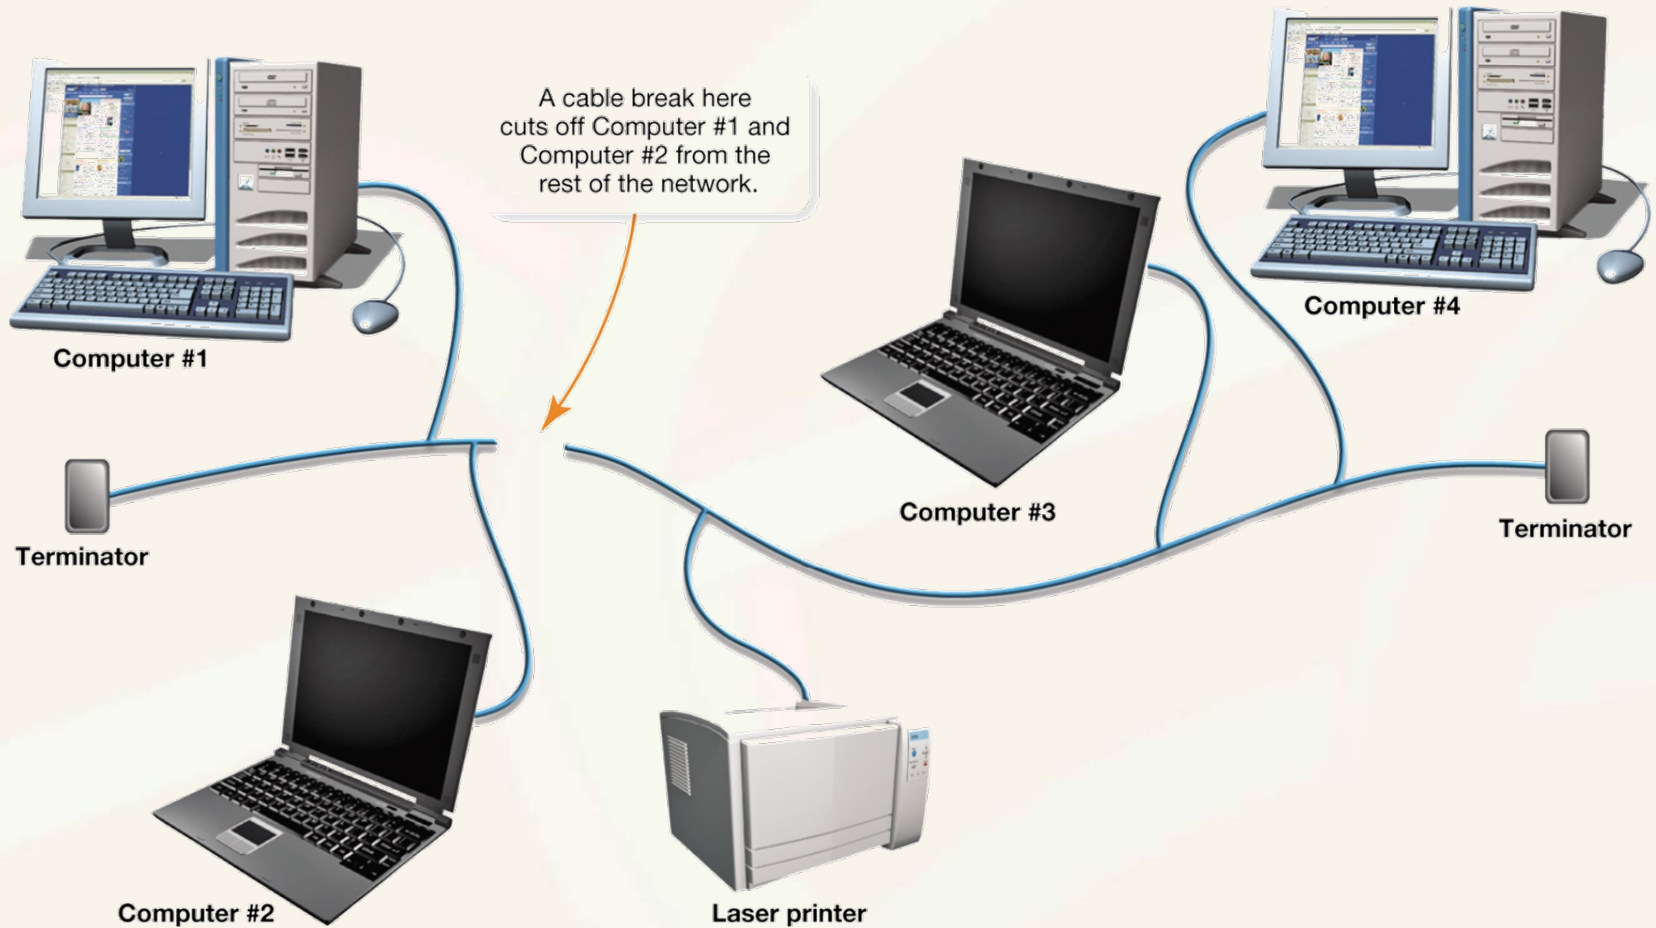 A cable break here
cuts off Computer #1 and
Computer #2 from the
rest of the network.
Computer #4
Computer #1
Computer #3
Terminator
Terminator
Computer #2
Laser printer